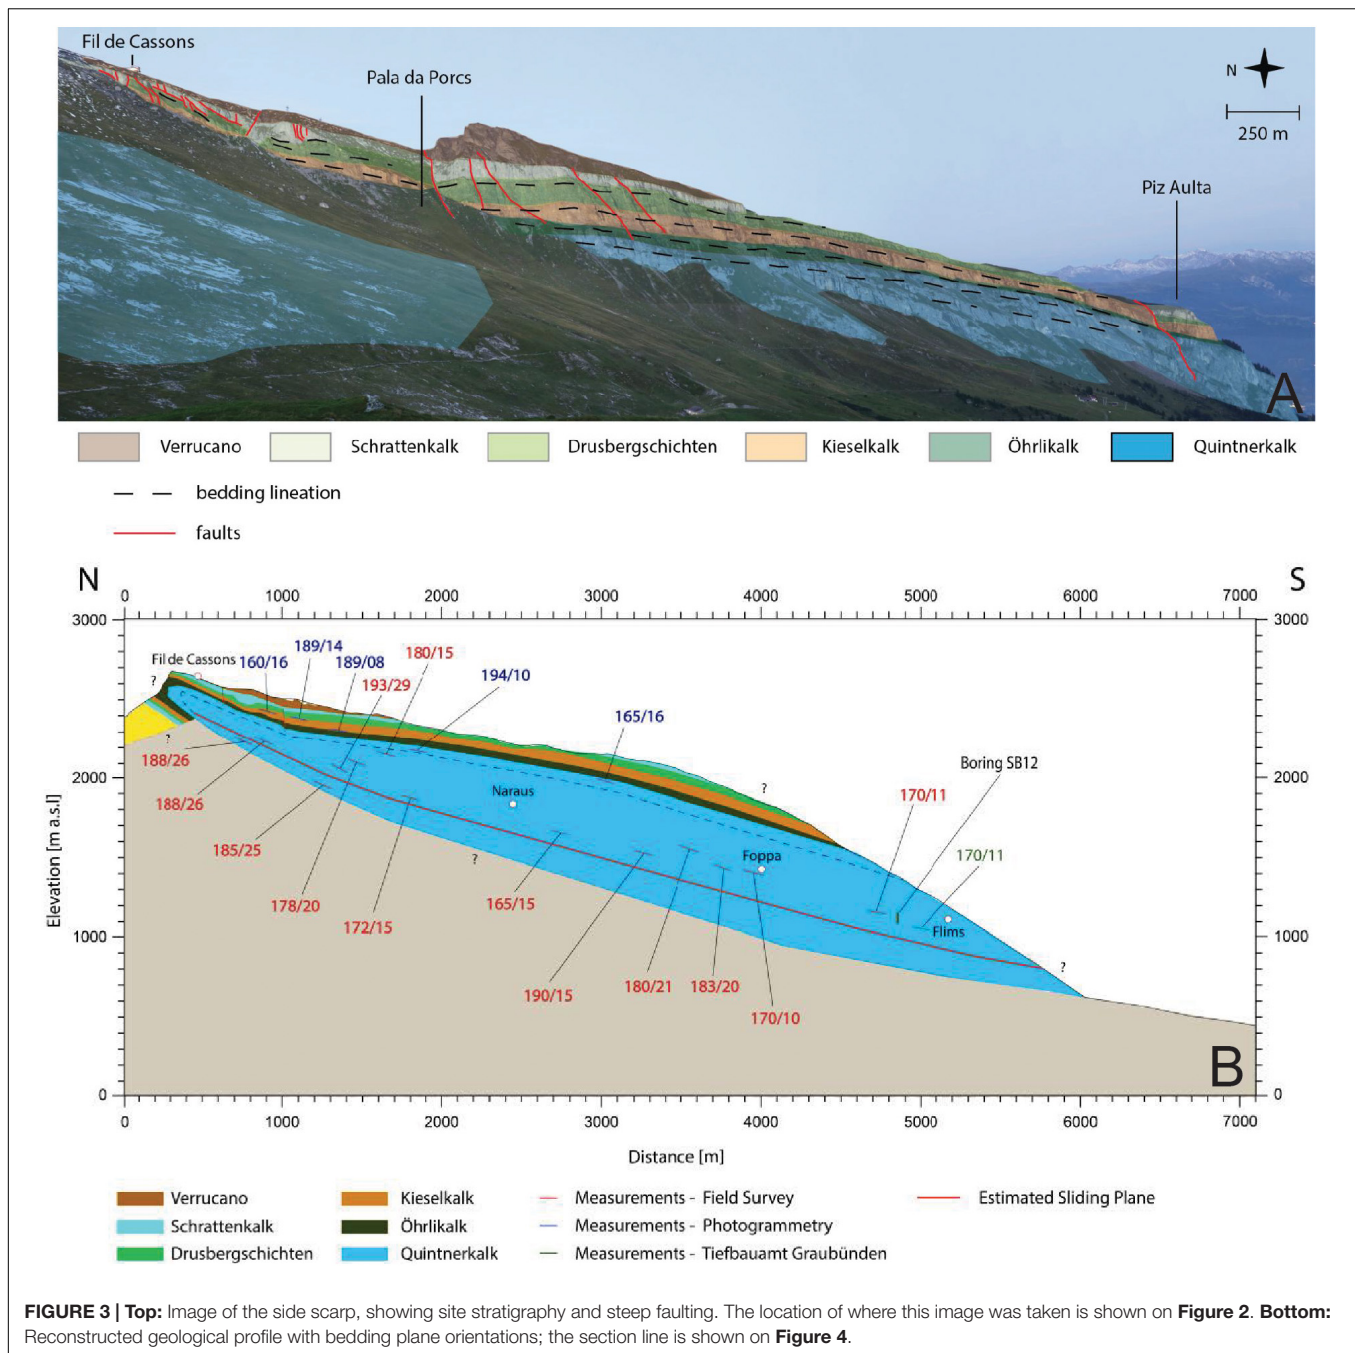 Fil de Cassons
Pala da Porcs
N
250 m
Piz Aulta
A
Verrucano Schrattenkalk Drusbergschichten Kieselkalk Öhrlikalk Quintnerkalk
bedding lineation
faults
N S
0 1000 2000 3000 4000 5000 6000 7000
3000 3000
Fil de Cassons 160/16 189/14 189/08 180/15
193/29 194/10
165/16
?
?
188/26
2000 2000
Boring SB12
?
188/26
Naraus
170/11
170/11
185/25
?
Foppa
178/20
172/15
165/15
Flims
1000 1000
?
190/15 180/21 183/20
170/10
B
0 0
0 1000 2000 3000 4000 5000 6000 7000
Elevation [m a.s.l]
Distance [m]
Verrucano Kieselkalk Measurements - Field Survey Estimated Sliding Plane
Schrattenkalk Öhrlikalk Measurements - Photogrammetry
Drusbergschichten Quintnerkalk Measurements - Tiefbauamt Graubünden
FIGURE 3 | Top: Image of the side scarp, showing site stratigraphy and steep faulting. The location of where this image was taken is shown on Figure 2. Bottom:
Reconstructed geological profile with bedding plane orientations; the section line is shown on Figure 4.